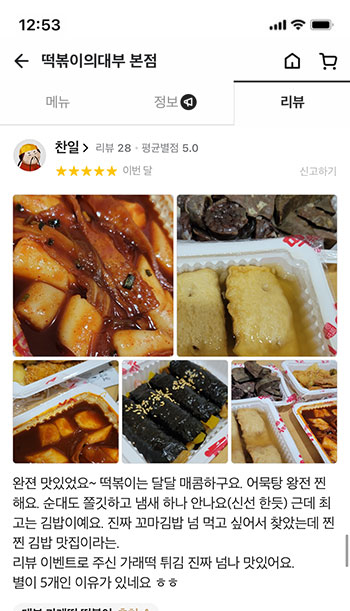 12:53
떡볶이의대부 본점
메뉴
정보
리뷰
찬일 리뷰 28 · 평균별점 5.0
이번 달
신고하기
완젼 맛있었요~ 떡볶이는 달달 매콤하구요. 어묵탕 왕전 찐
해요. 순대도 쫄깃하고 냄새 하나 안나요(신선 한듯) 근데 최
고는 김밥이예요. 진짜 꼬마김밥 넘 먹고 싶어서 찾았는데 찐
찐 김밥 맛집이라는.
리뷰 이벤트로 주신 가래떡 튀김 진짜 넘나 맛있어요.
별이 5개인 이유가 있네요 ㅎㅎ